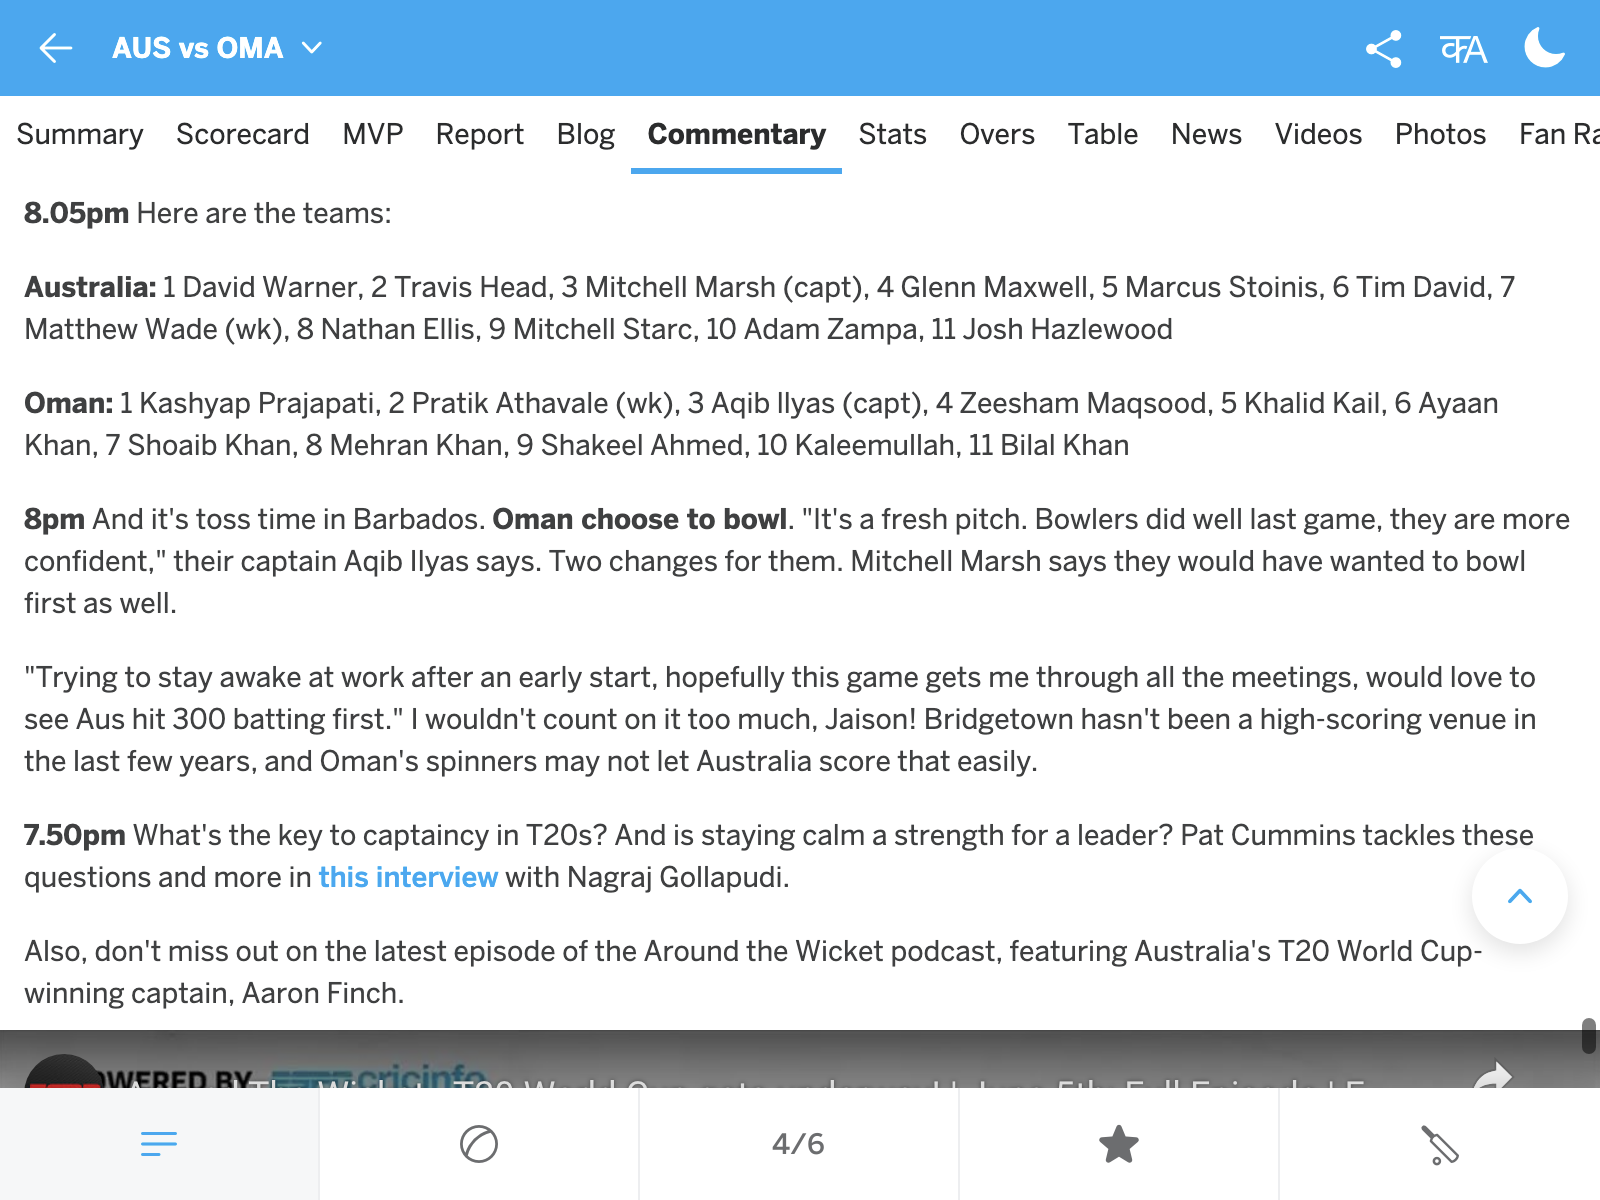 AUS vs OMA
क A
Summary Scorecard MVP Report Blog Commentary Stats Overs Table News Videos Photos Fan Ra
8.05pm Here are the teams:
Australia: 1 David Warner, 2 Travis Head, 3 Mitchell Marsh (capt), 4 Glenn Maxwell, 5 Marcus Stoinis, 6 Tim David, 7
Matthew Wade (wk), 8 Nathan Ellis, 9 Mitchell Starc, 10 Adam Zampa, 11 Josh Hazlewood
Oman: 1 Kashyap Prajapati, 2 Pratik Athavale (wk), 3 Aqib Ilyas (capt), 4 Zeesham Maqsood, 5 Khalid Kail, 6 Ayaan
Khan, 7 Shoaib Khan, 8 Mehran Khan, 9 Shakeel Ahmed, 10 Kaleemullah, 11 Bilal Khan
8pm And it's toss time in Barbados. Oman choose to bowl. "It's a fresh pitch. Bowlers did well last game, they are more
confident," their captain Aqib Ilyas says. Two changes for them. Mitchell Marsh says they would have wanted to bowl
first as well.
"Trying to stay awake at work after an early start, hopefully this game gets me through all the meetings, would love to
see Aus hit 300 batting first." I wouldn't count on it too much, Jaison! Bridgetown hasn't been a high-scoring venue in
the last few years, and Oman's spinners may not let Australia score that easily.
7.50pm What's the key to captaincy in T20s? And is staying calm a strength for a leader? Pat Cummins tackles these
questions and more in this interview with Nagraj Gollapudi.
Also, don't miss out on the latest episode of the Around the Wicket podcast, featuring Australia's T20 World Cup-
winning captain, Aaron Finch.
POWERED BY cricinfo
4/6